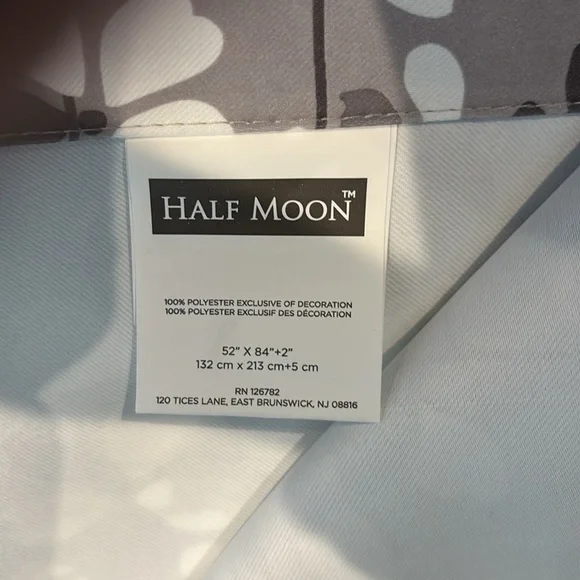 HALF MOON™
100% POLYESTER EXCLUSIVE OF DECORATION
100% POLYESTER EXCLUSIF DES DÉCORATION
52" X 84"+2"
132 cm x 213 cm+5 cm
RN 126782
120 TICES LANE, EAST BRUNSWICK, NJ 08816